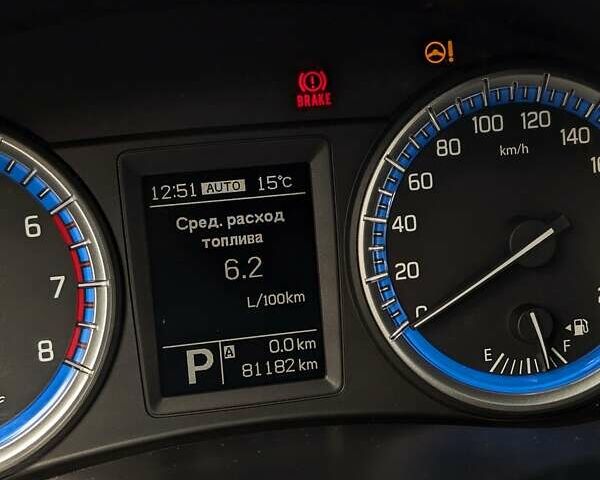 BRAKE
12:51 AUTO 15°C
Сред. расход
топлива
6.2
L/100km
P
A 0.0 km
81182 km
6
7
8
0
20
40
60
80
100
120
140
km/h
E F